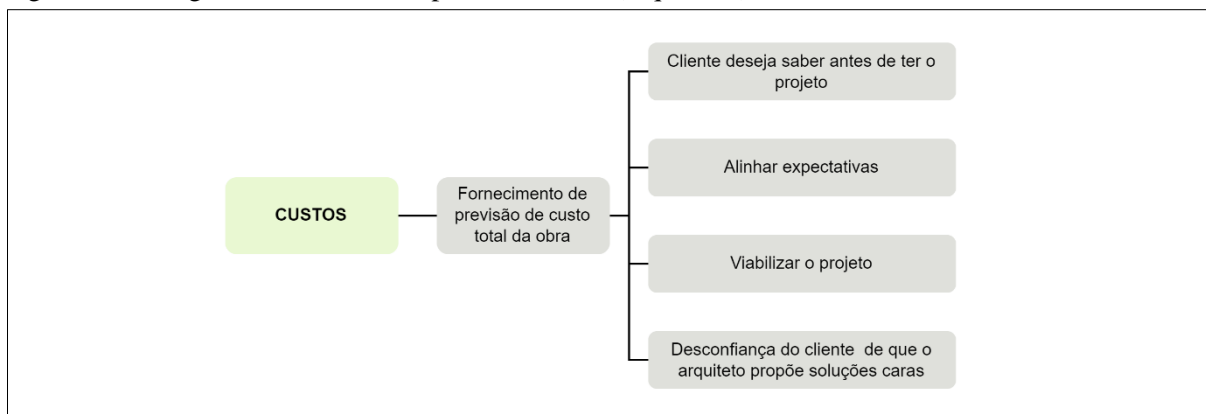 Cliente deseja saber antes de ter o
projeto
Alinhar expectativas
CUSTOS
Fornecimento de
previsão de custo
total da obra
Viabilizar o projeto
Desconfiança do cliente de que o
arquiteto propõe soluções caras